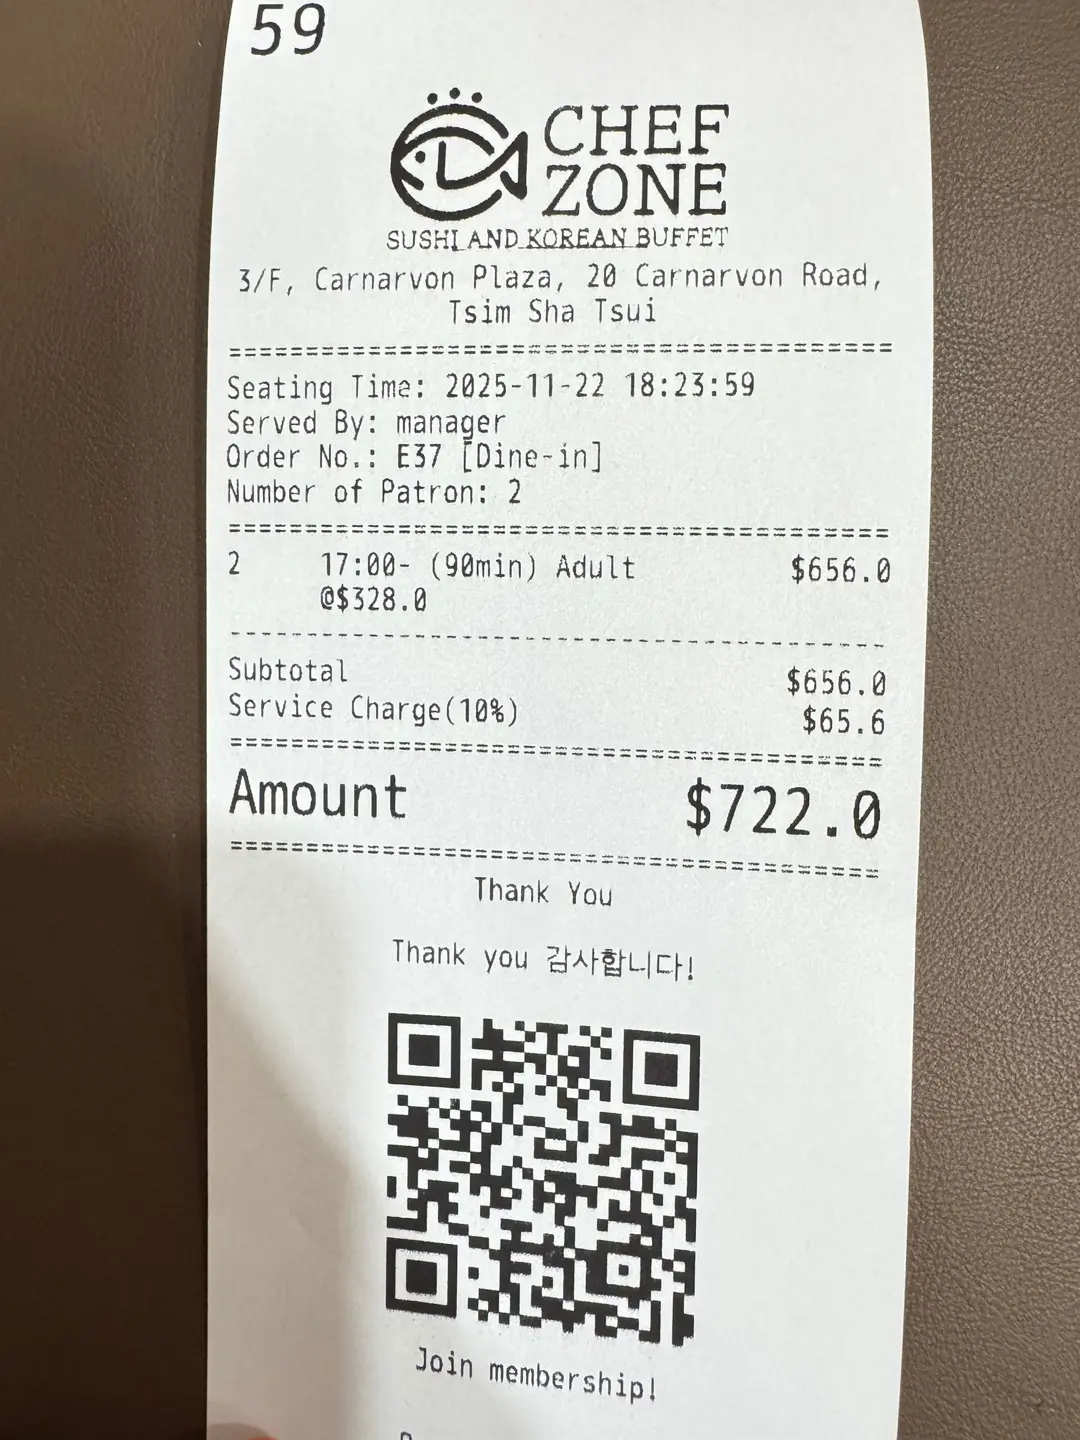 59
CHEF
ZONE
SUSHI AND KOREAN BUFFET
3/F, Carnarvon Plaza, 20 Carnarvon Road,
Tsim Sha Tsui
Seating Time: 2025-11-22 18:23:59
Served By: manager
Order No.: E37 [Dine-in]
Number of Patron: 2
2 17:00- (90min) Adult $656.0
@$328.0
Subtotal $656.0
Service Charge(10%) $65.6
Amount $722.0
Thank You
Thank you 감사합니다!
Join membership!